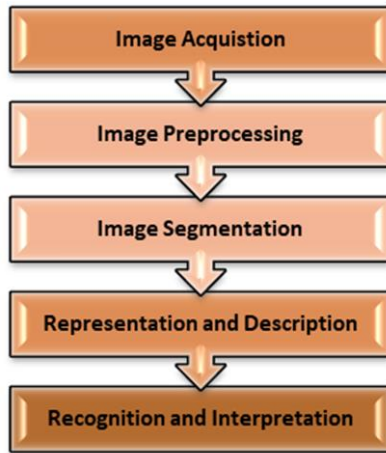 Image Acquistion
Image Preprocessing
Image Segmentation
Representation and Description
Recognition and Interpretation